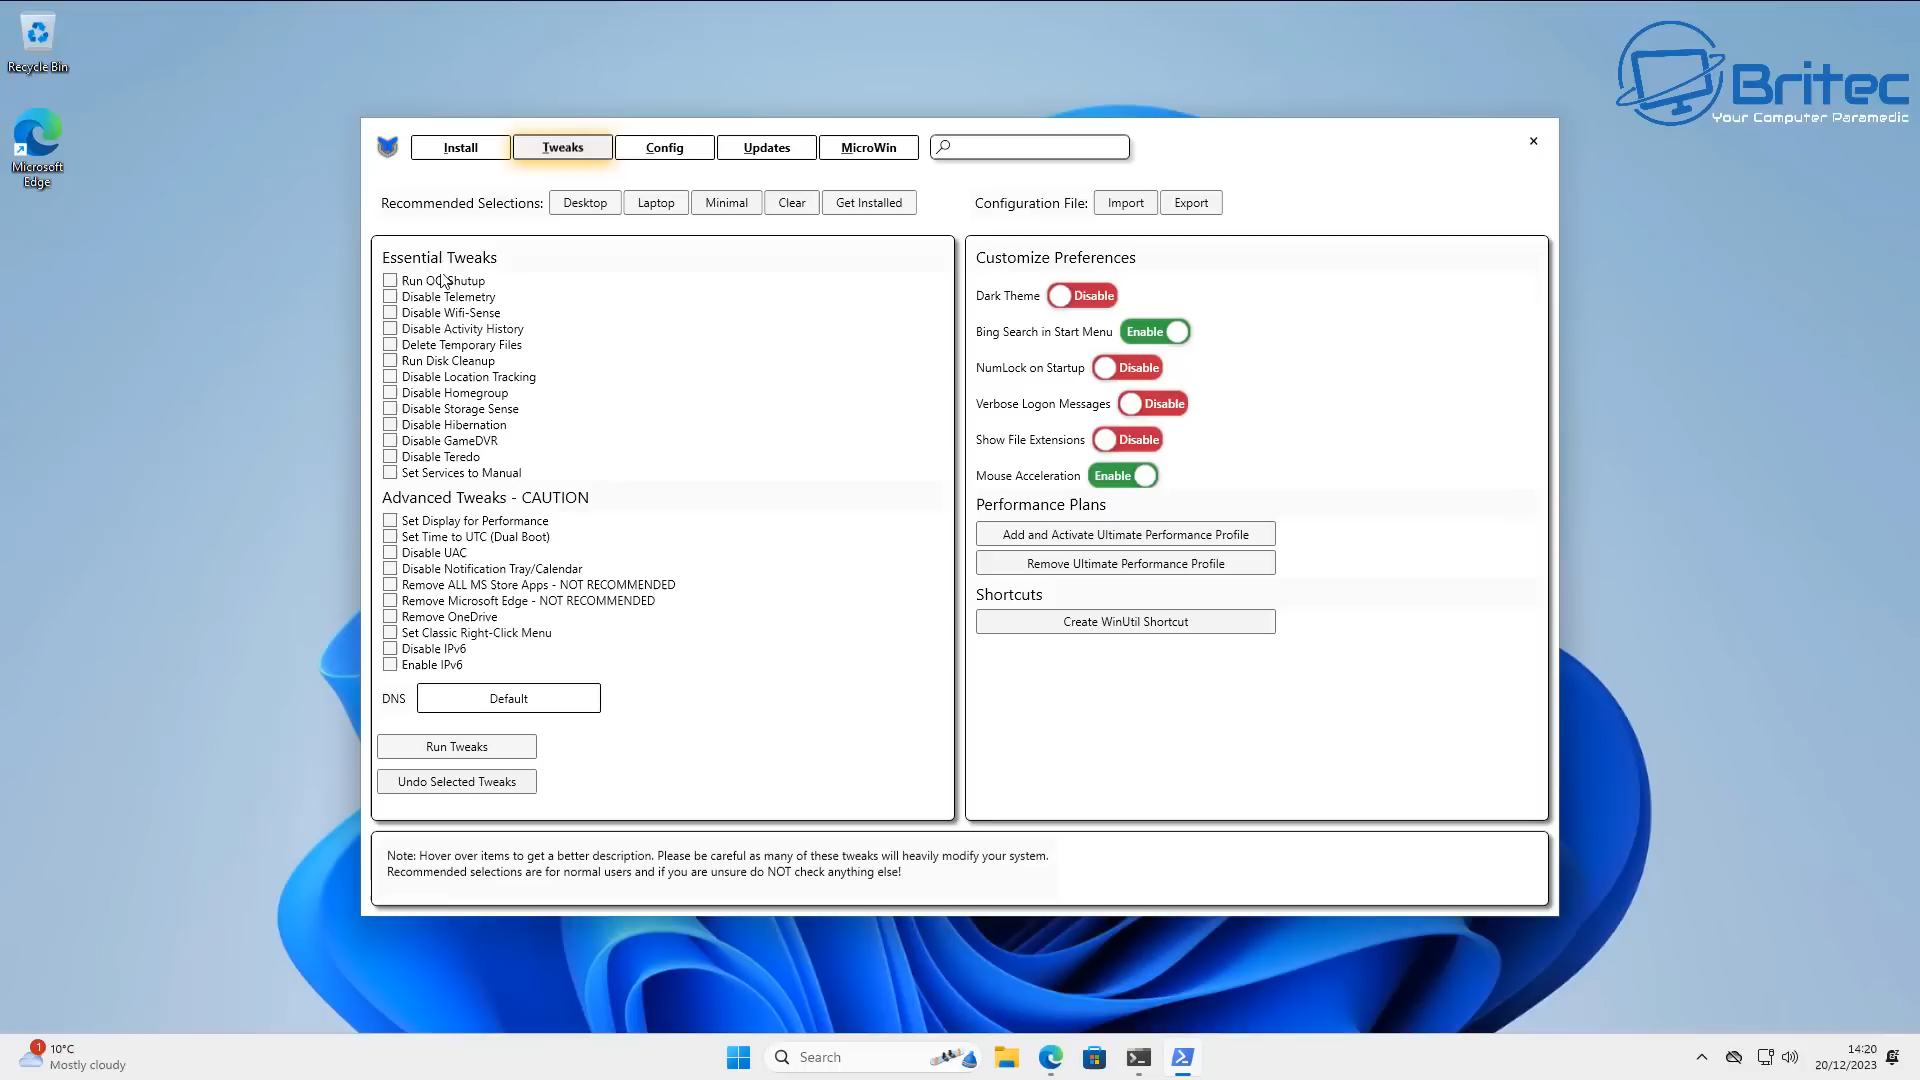 Recycle Bin
Microsoft
Edge
Britec
Your Computer Paramedic
Install
Tweaks
Config
Updates
MicroWin
Recommended Selections:
Desktop
Laptop
Minimal
Clear
Get Installed
Configuration File:
Import
Export
Essential Tweaks
Run OO Shutup
Disable Telemetry
Disable Wifi-Sense
Disable Activity History
Delete Temporary Files
Run Disk Cleanup
Disable Location Tracking
Disable Homegroup
Disable Storage Sense
Disable Hibernation
Disable GameDVR
Disable Teredo
Set Services to Manual
Advanced Tweaks - CAUTION
Set Display for Performance
Set Time to UTC (Dual Boot)
Disable UAC
Disable Notification Tray/Calendar
Remove ALL MS Store Apps - NOT RECOMMENDED
Remove Microsoft Edge - NOT RECOMMENDED
Remove OneDrive
Set Classic Right-Click Menu
Disable IPv6
Enable IPv6
DNS
Default
Run Tweaks
Undo Selected Tweaks
Customize Preferences
Dark Theme Disable
Bing Search in Start Menu Enable
NumLock on Startup Disable
Verbose Logon Messages Disable
Show File Extensions Disable
Mouse Acceleration Enable
Performance Plans
Add and Activate Ultimate Performance Profile
Remove Ultimate Performance Profile
Shortcuts
Create WinUtil Shortcut
Note: Hover over items to get a better description. Please be careful as many of these tweaks will heavily modify your system.
Recommended selections are for normal users and if you are unsure do NOT check anything else!
1
10°C
Mostly cloudy
Search
14:20
20/12/2023